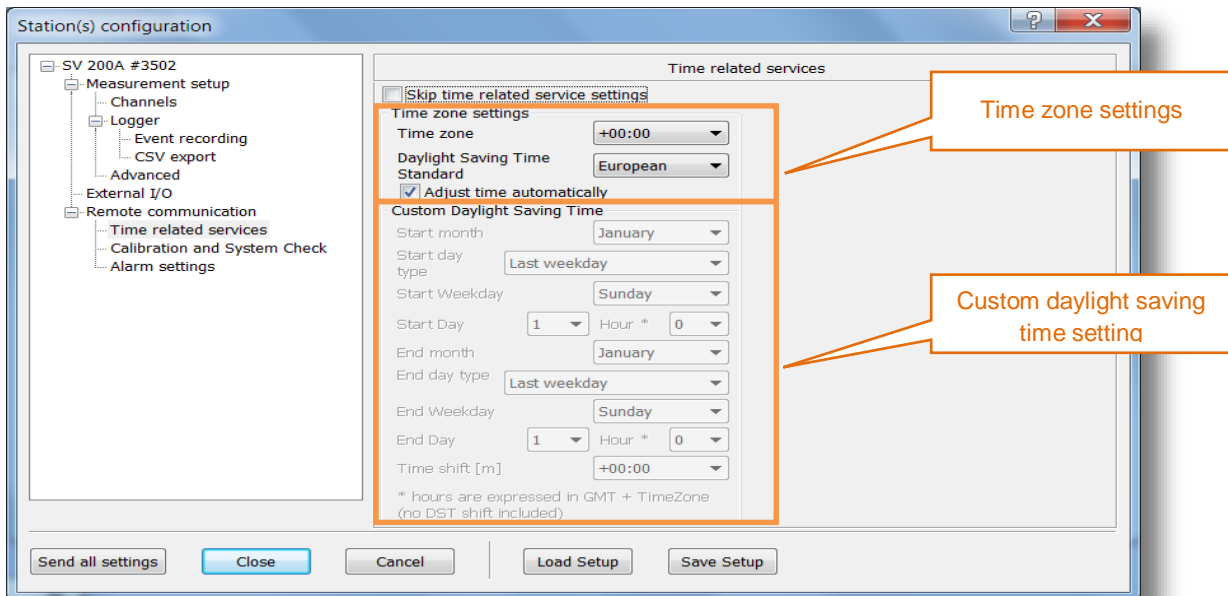 Station(s) configuration
SV 200A #3502
Measurement setup
Channels
Logger
Event recording
CSV export
Advanced
External I/O
Remote communication
Time related services
Calibration and System Check
Alarm settings
Time related services
Skip time related service settings
Time zone settings
Time zone +00:00
Daylight Saving Time
Standard European
Adjust time automatically
Custom Daylight Saving Time
Start month January
Start day
type Last weekday
Start Weekday Sunday
Start Day 1 Hour * 0
End month January
End day type Last weekday
End Weekday Sunday
End Day 1 Hour * 0
Time shift [m] +00:00
* hours are expressed in GMT + TimeZone
(no DST shift included)
Time zone settings
Custom daylight saving
time setting
Send all settings Close Cancel Load Setup Save Setup